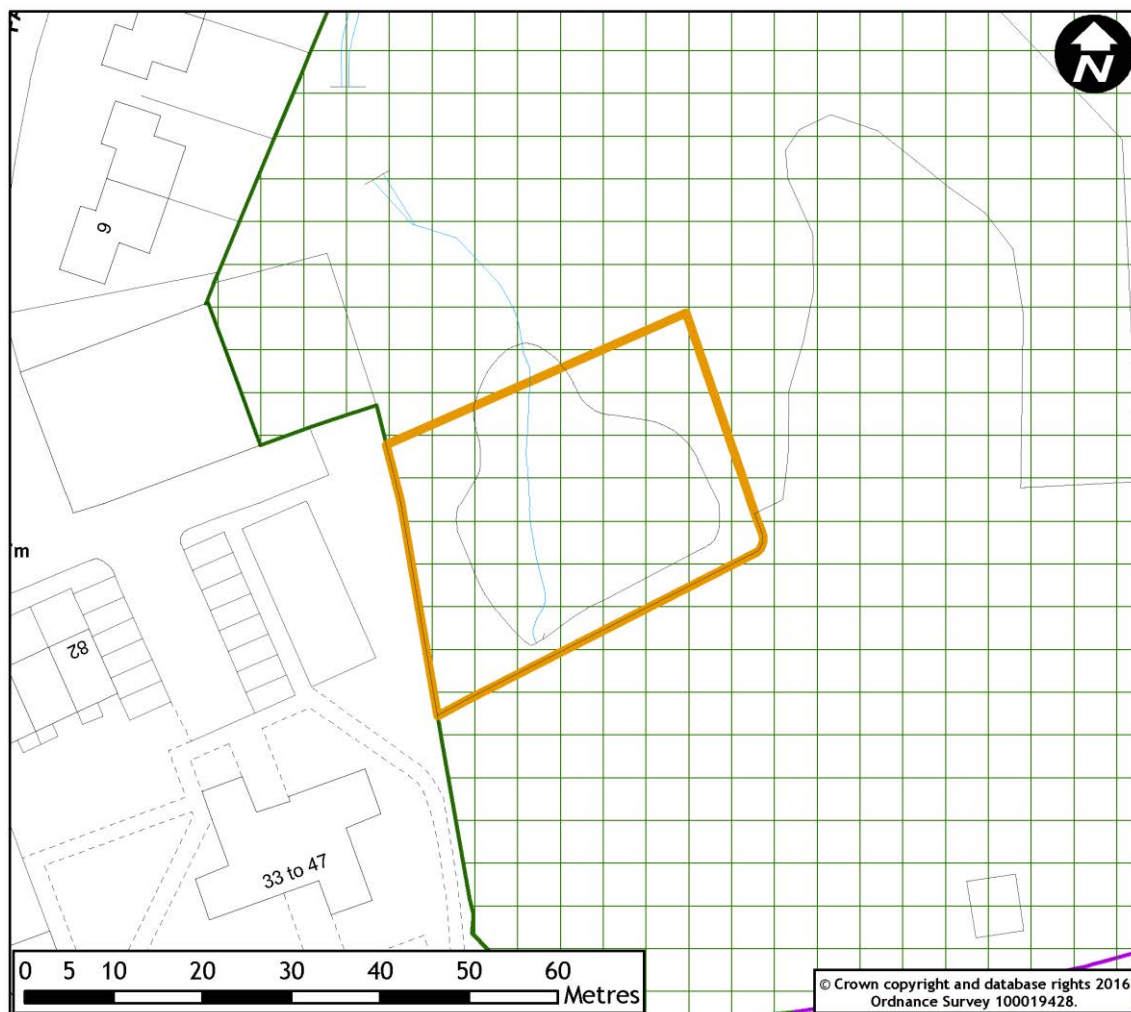 N
9
m
82
33 to 47
0 5 10 20 30 40 50 60
Metres
© Crown copyright and database rights 2016
Ordnance Survey 100019428.